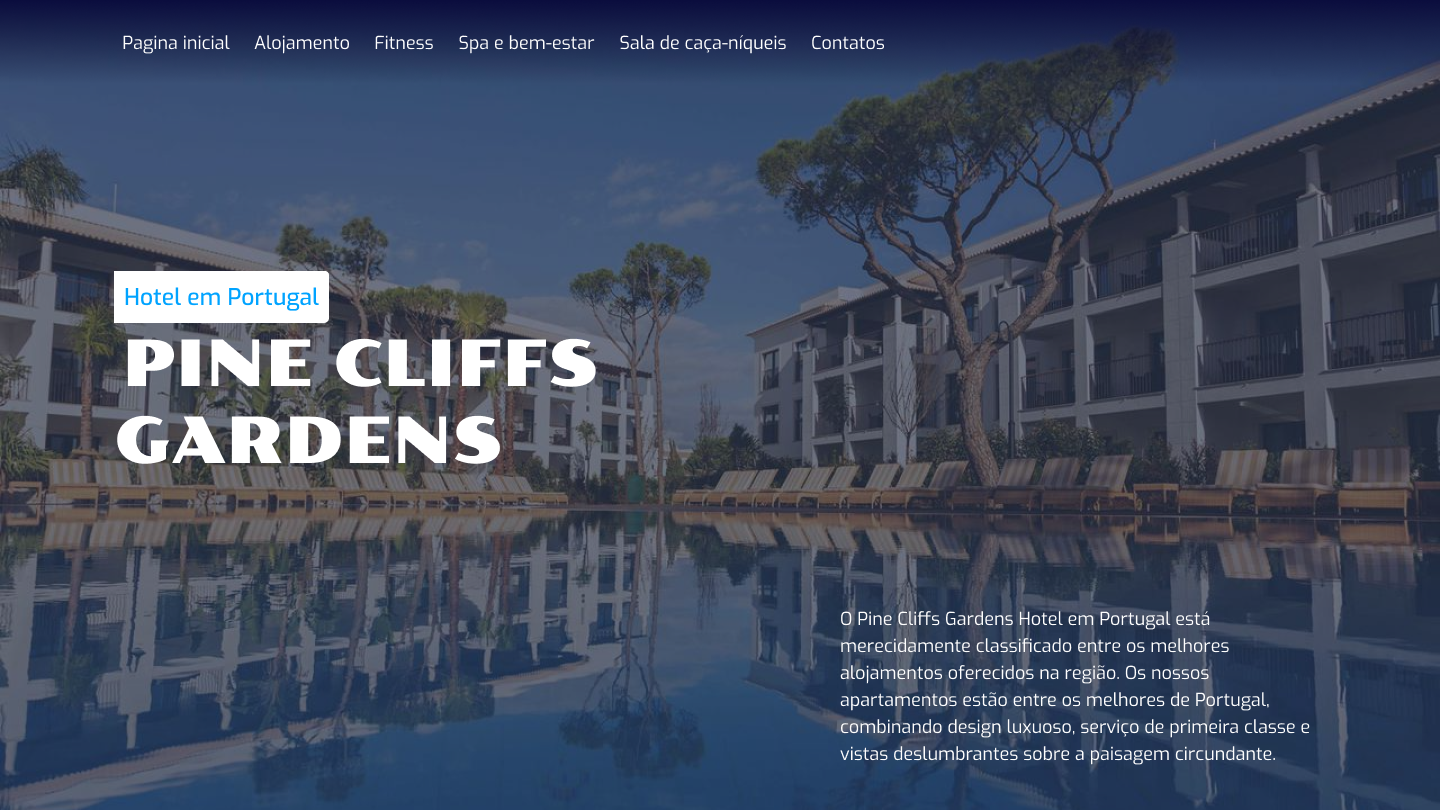 Pagina inicial Alojamento Fitness Spa e bem-estar Sala de caça-níqueis Contatos
Hotel em Portugal
PINE CLIFFS
GARDENS
O Pine Cliffs Gardens Hotel em Portugal está
merecidamente classificado entre os melhores
alojamentos oferecidos na região. Os nossos
apartamentos estão entre os melhores de Portugal,
combinando design luxuoso, serviço de primeira classe e
vistas deslumbrantes sobre a paisagem circundante.